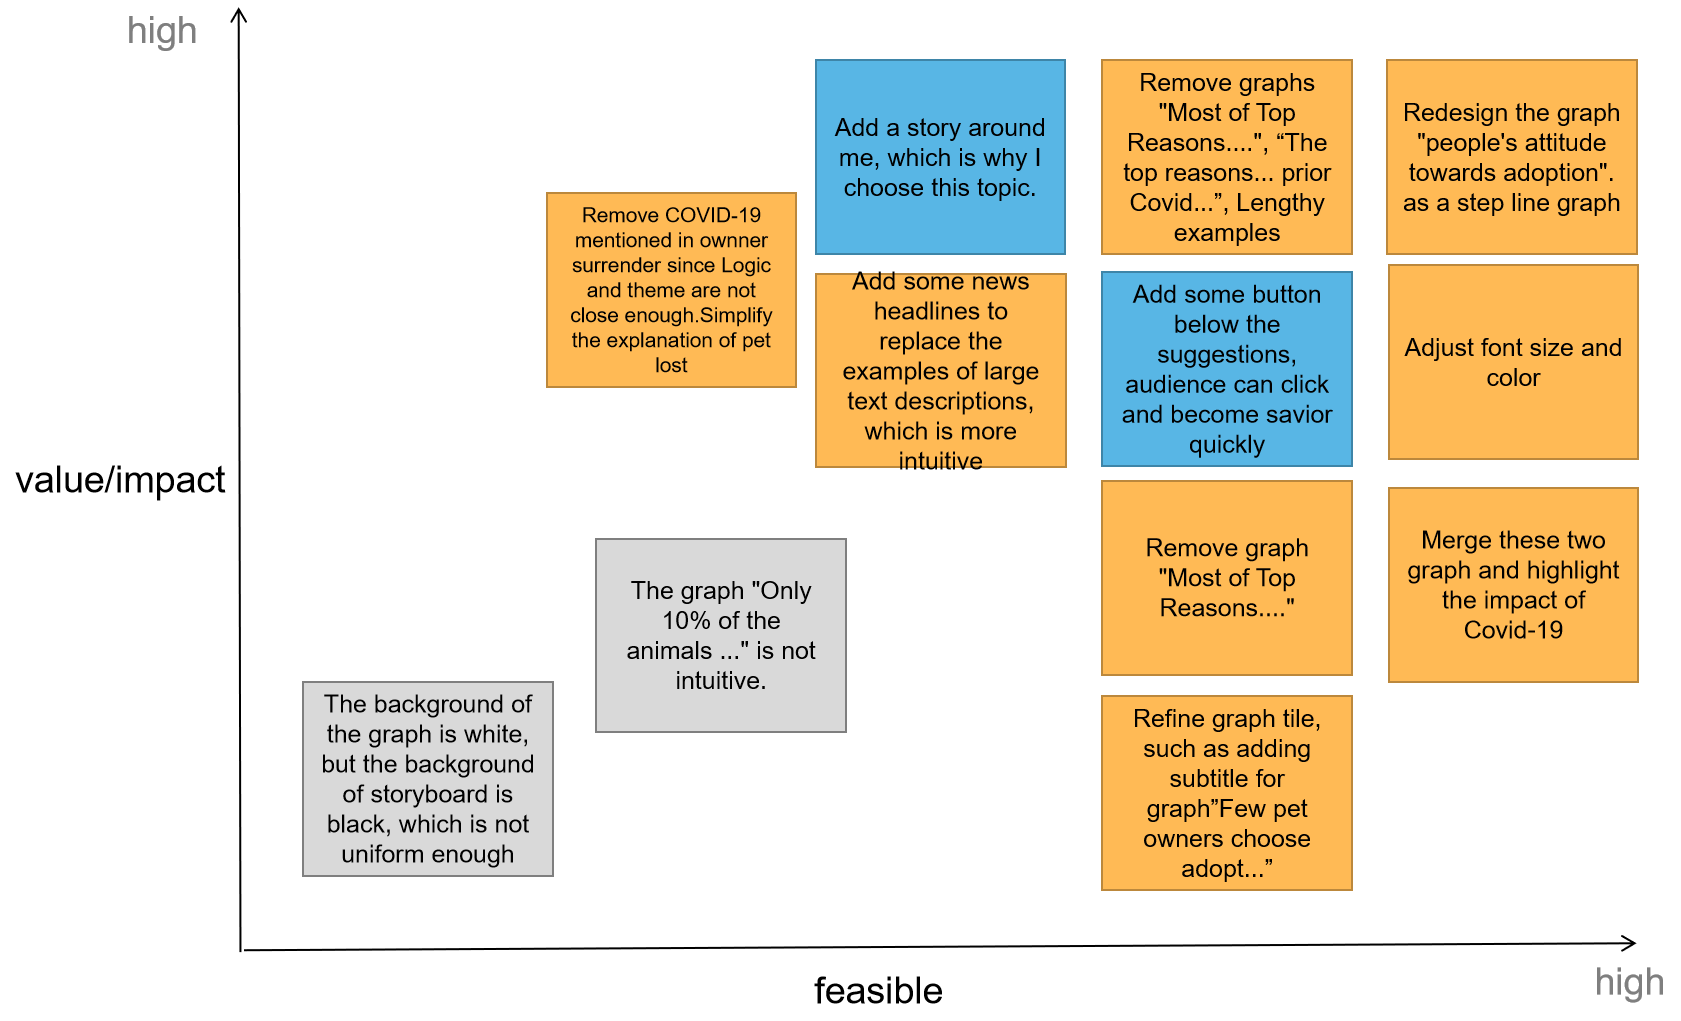 high
value/impact
Add a story around
me, which is why I
choose this topic.
Remove graphs
"Most of Top
Reasons....", “The
top reasons... prior
Covid...”, Lengthy
examples
Redesign the graph
"people's attitude
towards adoption".
as a step line graph
Remove COVID-19
mentioned in ownner
surrender since Logic
and theme are not
close enough.Simplify
the explanation of pet
lost
Add some news
headlines to
replace the
examples of large
text descriptions,
which is more
intuitive
Add some button
below the
suggestions,
audience can click
and become savior
quickly
Adjust font size and
color
The graph "Only
10% of the
animals ..." is not
intuitive.
Remove graph
"Most of Top
Reasons...."
Merge these two
graph and highlight
the impact of
Covid-19
The background of
the graph is white,
but the background
of storyboard is
black, which is not
uniform enough
Refine graph tile,
such as adding
subtitle for
graph”Few pet
owners choose
adopt...”
feasible
high